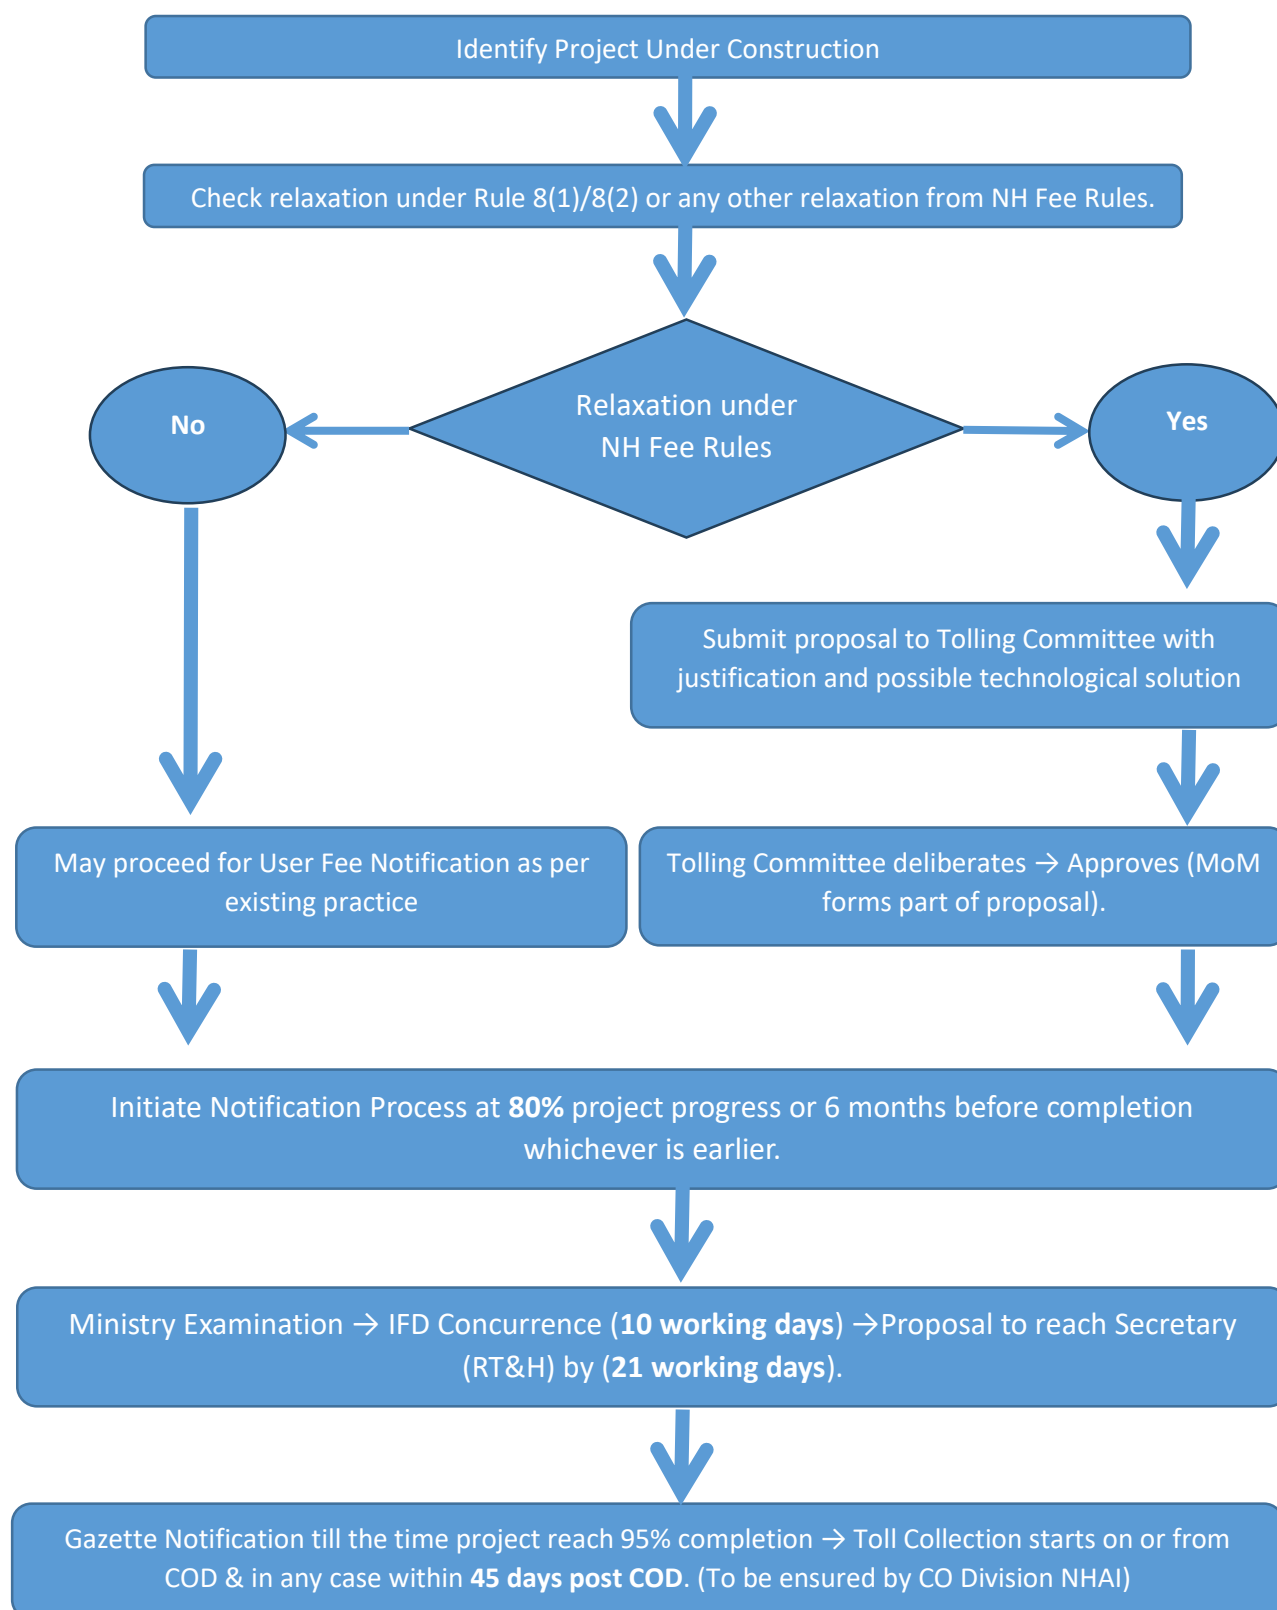 Identify Project Under Construction
Check relaxation under Rule 8(1)/8(2) or any other relaxation from NH Fee Rules.
Relaxation under
NH Fee Rules
No
Yes
Submit proposal to Tolling Committee with
justification and possible technological solution
May proceed for User Fee Notification as per
existing practice
Tolling Committee deliberates → Approves (MoM
forms part of proposal).
Initiate Notification Process at 80% project progress or 6 months before completion
whichever is earlier.
Ministry Examination → IFD Concurrence (10 working days) →Proposal to reach Secretary
(RT&H) by (21 working days).
Gazette Notification till the time project reach 95% completion → Toll Collection starts on or from
COD & in any case within 45 days post COD. (To be ensured by CO Division NHAI)